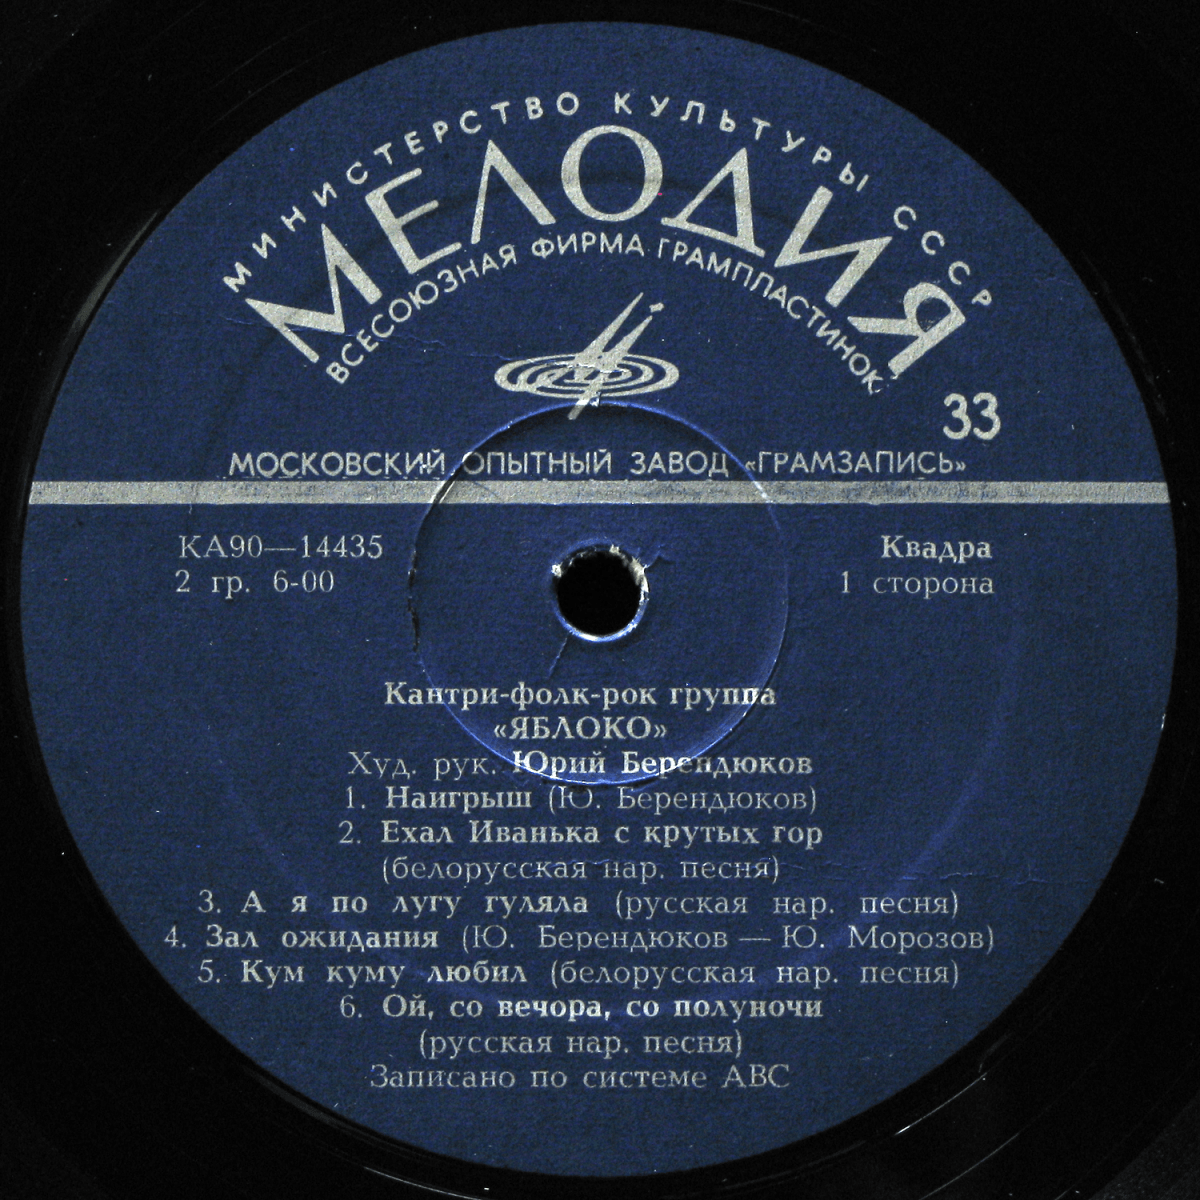 МИНИСТЕРСТВО КУЛЬТУРЫ СССР
МЕЛОДИЯ
ВСЕСОЮЗНАЯ ФИРМА ГРАМПЛАСТИНОК
33
МОСКОВСКИЙ ОПЫТНЫЙ ЗАВОД «ГРАМЗАПИСЬ»
КА90—14435
Квадра
2 гр. 6-00
1 сторона
Кантри-фолк-рок группа
«ЯБЛОКО»
Худ. рук. Юрий Берендюков
1. Наигрыш (Ю. Берендюков)
2. Ехал Иванька с крутых гор
(белорусская нар. песня)
3. А я по лугу гуляла (русская нар. песня)
4. Зал ожидания (Ю. Берендюков — Ю. Морозов)
5. Кум куму любил (белорусская нар. песня)
6. Ой, со вечора, со полуночи
(русская нар. песня)
Записано по системе АВС